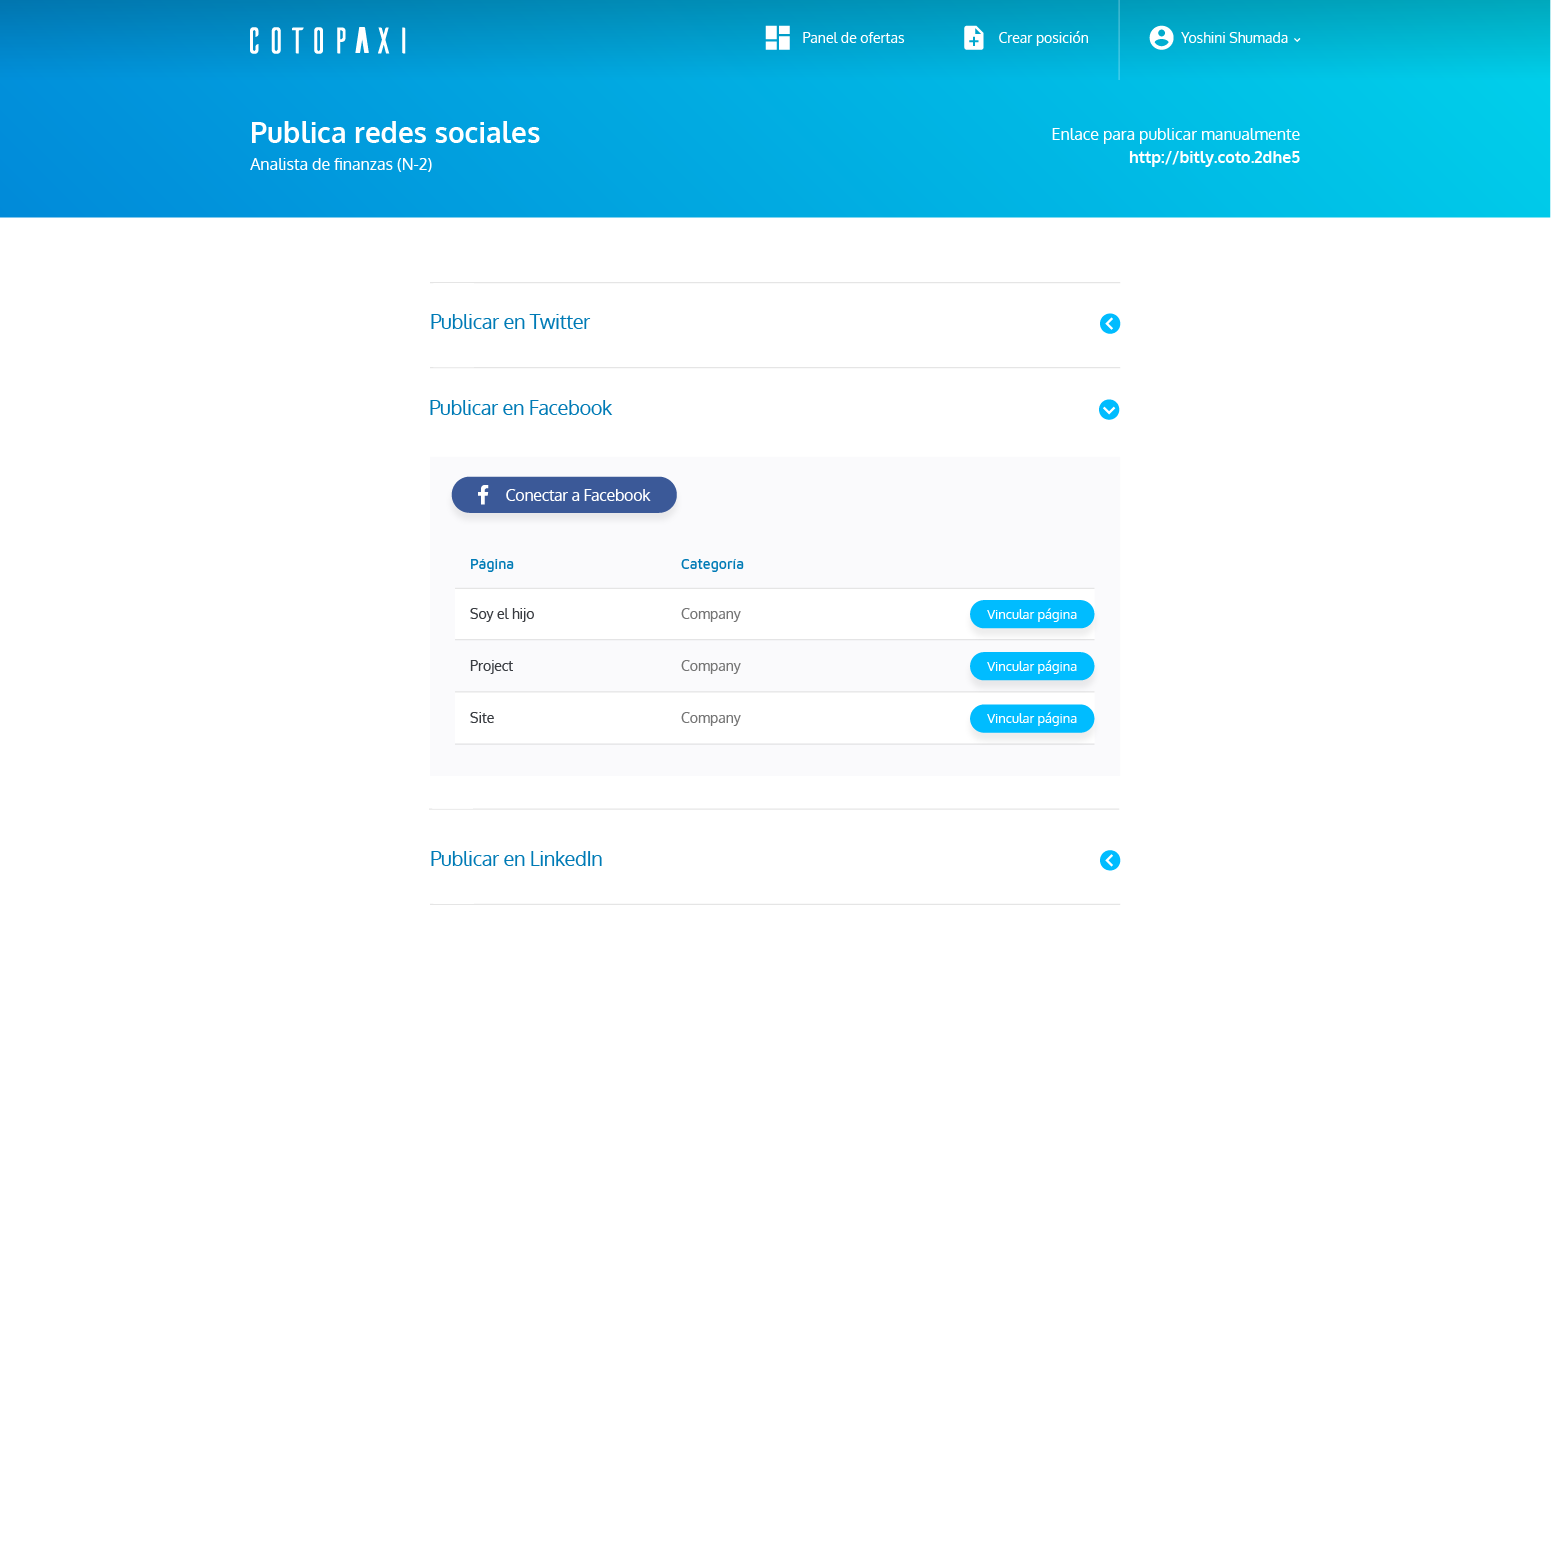 COTOPAXI
Panel de ofertas
Crear posición
Yoshini Shumada
Publica redes sociales
Analista de finanzas (N-2)
Enlace para publicar manualmente
http://bitly.coto.2dhe5
Publicar en Twitter
Publicar en Facebook
Conectar a Facebook
Página Categoría
Soy el hijo Company Vincular página
Project Company Vincular página
Site Company Vincular página
Publicar en LinkedIn